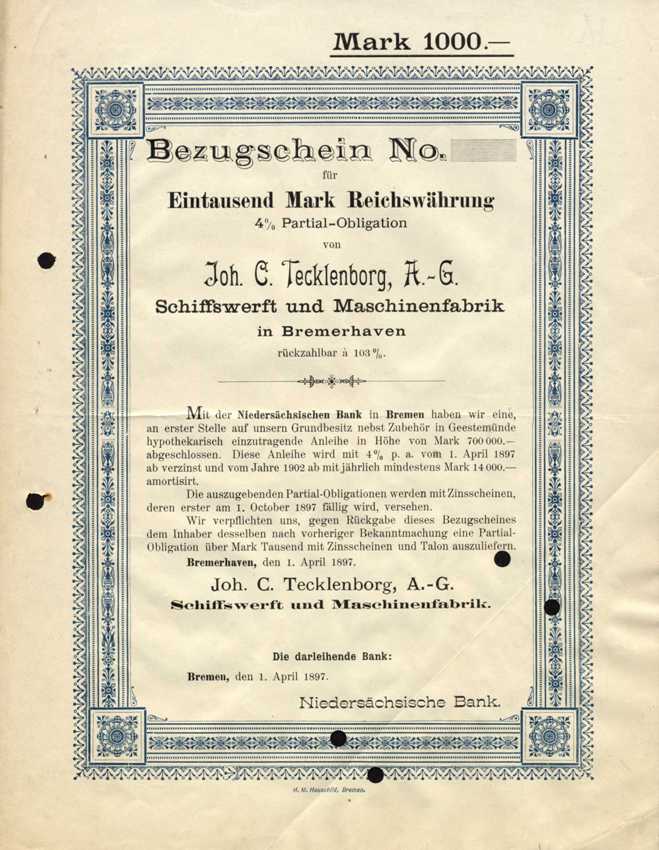 Mark 1000.—
Bezugschein No.
für
Eintausend Mark Reichswährung
4% Partial-Obligation
von
Joh. C. Tecklenborg, A.-G.
Schiffswerft und Maschinenfabrik
in Bremerhaven
rückzahlbar à 103%.
Mit der Niedersächsischen Bank in Bremen haben wir eine,
an erster Stelle auf unsern Grundbesitz nebst Zubehör in Geestemünde
hypothekarisch einzutragende Anleihe in Höhe von Mark 700 000.—
abgeschlossen. Diese Anleihe wird mit 4% p. a. vom 1. April 1897
ab verzinst und vom Jahre 1902 ab mit jährlich mindestens Mark 14 000.—
amortisirt.
Die auszugebenden Partial-Obligationen werden mit Zinsscheinen,
deren erster am 1. October 1897 fällig wird, versehen.
Wir verpflichten uns, gegen Rückgabe dieses Bezugscheines
dem Inhaber desselben nach vorheriger Bekanntmachung eine Partial-
Obligation über Mark Tausend mit Zinsscheinen und Talon auszuliefern.
Bremerhaven, den 1. April 1897.
Joh. C. Tecklenborg, A.-G.
Schiffswerft und Maschinenfabrik.
Die darleihende Bank:
Bremen, den 1. April 1897.
Niedersächsische Bank.
H. M. Hauschild, Bremen.